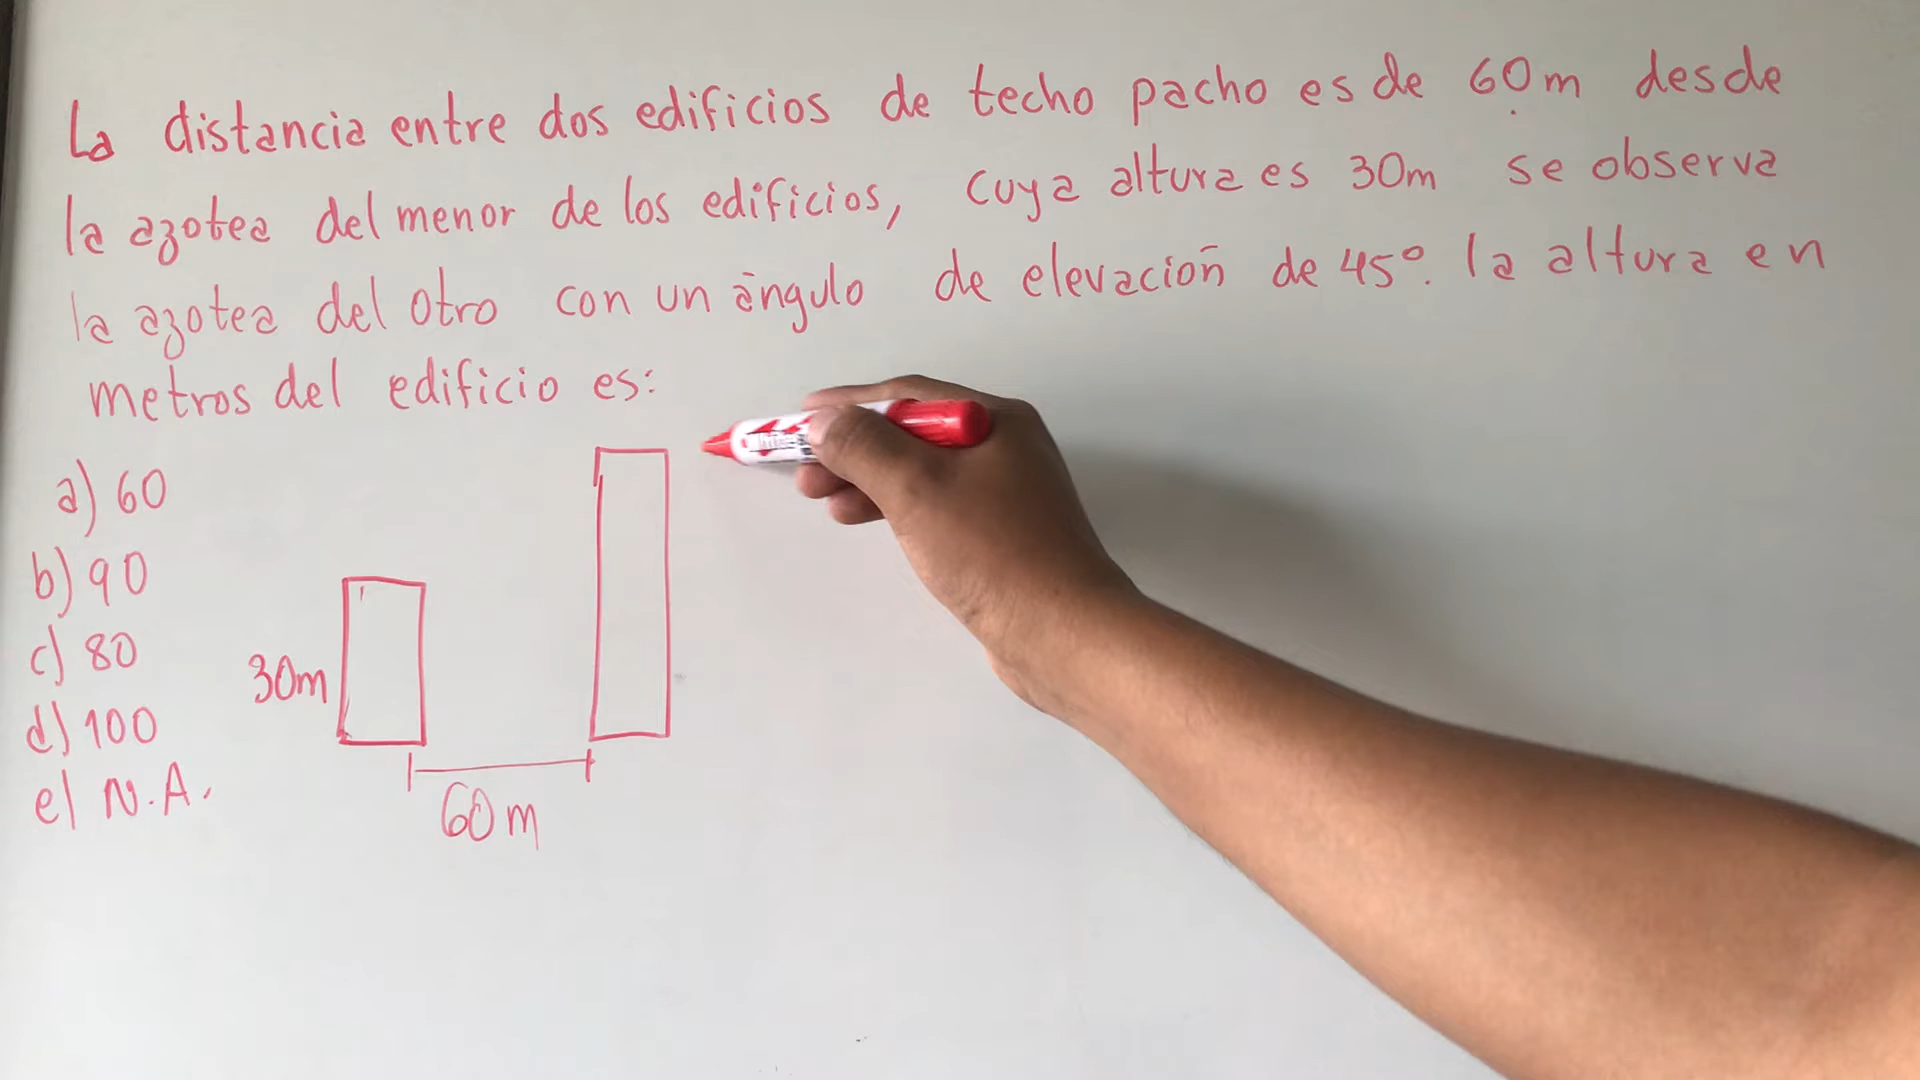 La distancia entre dos edificios de techo pacho es de 60m desde
la azotea del menor de los edificios, cuya altura es 30m se observa
la azotea del otro con un ángulo de elevación de 45°. la altura en
metros del edificio es:
a) 60
b) 90
c) 80
d) 100
e) N.A.
30m
60m